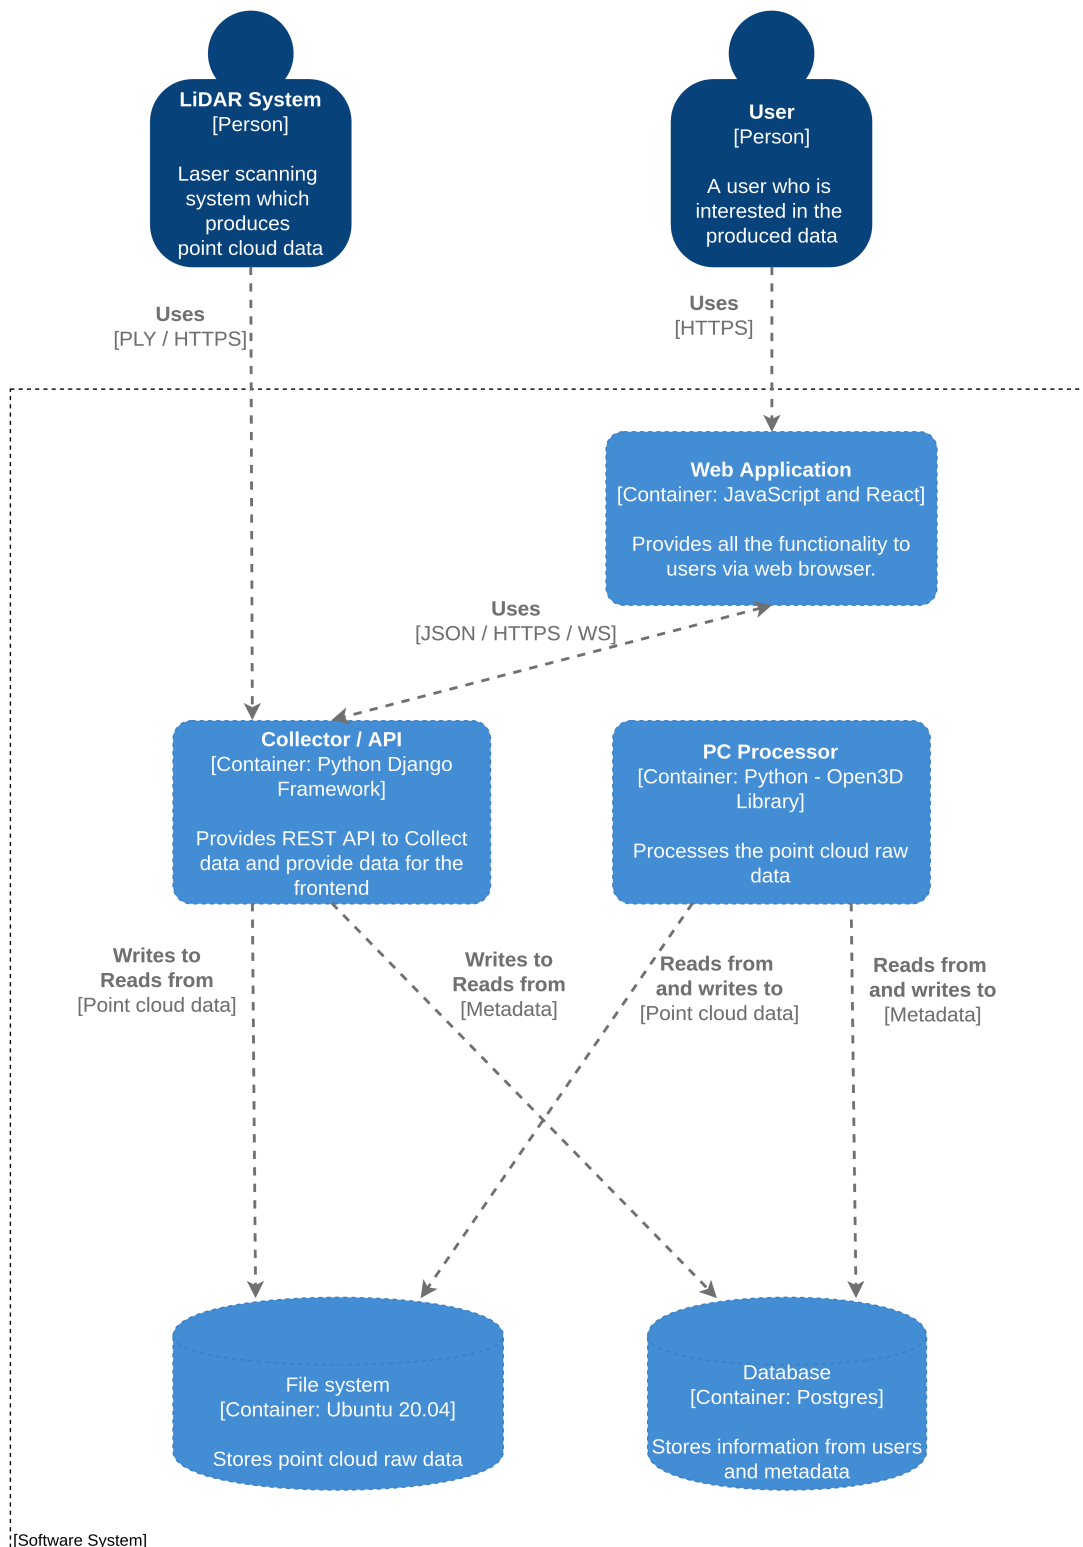 LiDAR System
[Person]
Laser scanning
system which
produces
point cloud data
User
[Person]
A user who is
interested in the
produced data
Uses
[PLY / HTTPS]
Uses
[HTTPS]
Web Application
[Container: JavaScript and React]
Provides all the functionality to
users via web browser.
Uses
[JSON / HTTPS / WS]
Collector / API
[Container: Python Django
Framework]
Provides REST API to Collect
data and provide data for the
frontend
PC Processor
[Container: Python - Open3D
Library]
Processes the point cloud raw
data
Writes to
Reads from
[Point cloud data]
Writes to
Reads from
[Metadata]
Reads from
and writes to
[Point cloud data]
Reads from
and writes to
[Metadata]
File system
[Container: Ubuntu 20.04]
Stores point cloud raw data
Database
[Container: Postgres]
Stores information from users
and metadata
[Software System]